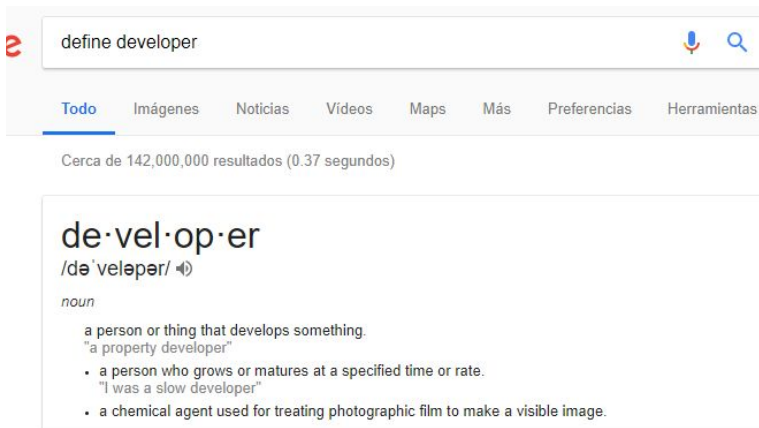 e
define developer
Todo Imágenes Noticias Vídeos Maps Más Preferencias Herramientas
Cerca de 142,000,000 resultados (0.37 segundos)
de·vel·op·er
/dəˈveləpər/
noun
a person or thing that develops something.
"a property developer"
• a person who grows or matures at a specified time or rate.
"I was a slow developer"
• a chemical agent used for treating photographic film to make a visible image.